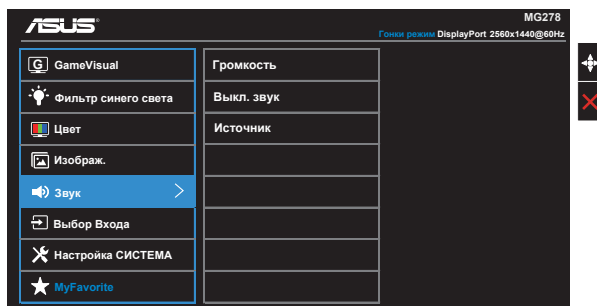 ASUS
MG278
Гонки режим DisplayPort 2560x1440@60Hz
G GameVisual
Фильтр синего света
Цвет
Изображ.
Звук
Выбор Входа
Настройка СИСТЕМА
MyFavorite
Громкость
Выкл. звук
Источник